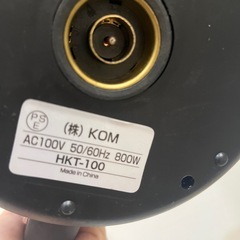 PSE
(株) KOM
AC100V 50/60Hz 800W
HKT-100
Made in China